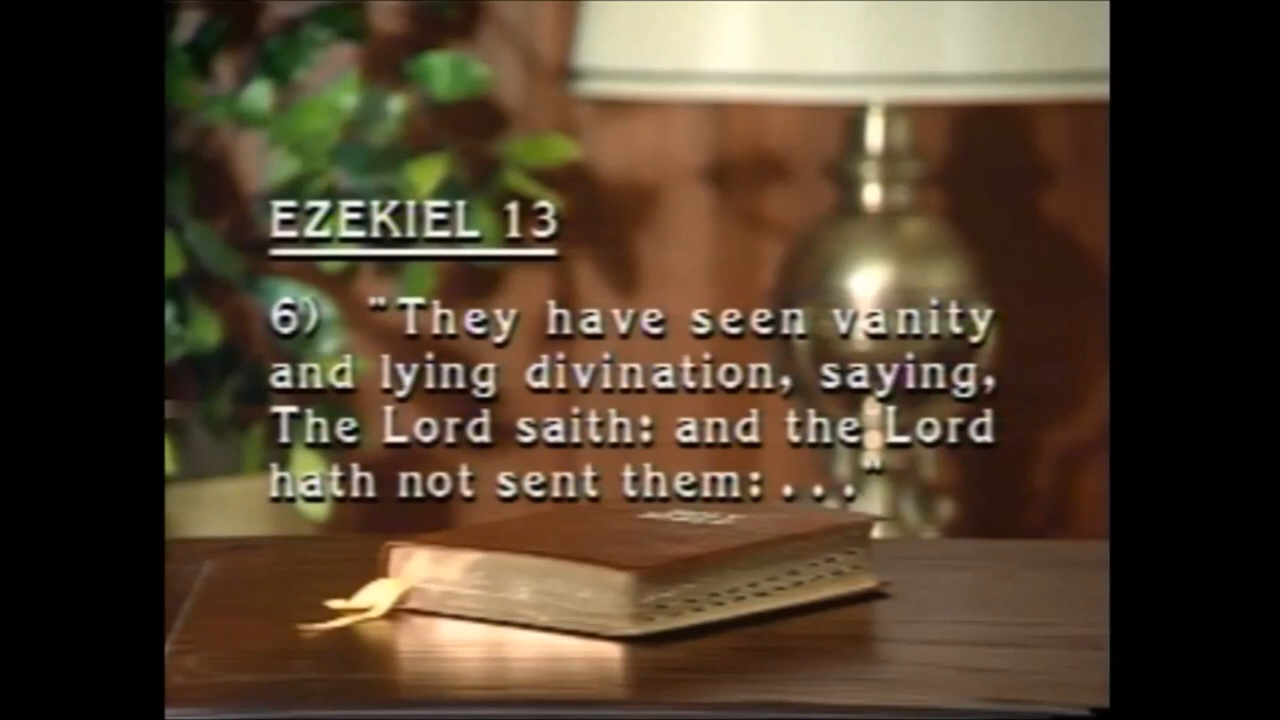 EZEKIEL 13
6) "They have seen vanity
and lying divination, saying,
The Lord saith: and the Lord
hath not sent them: . . ."